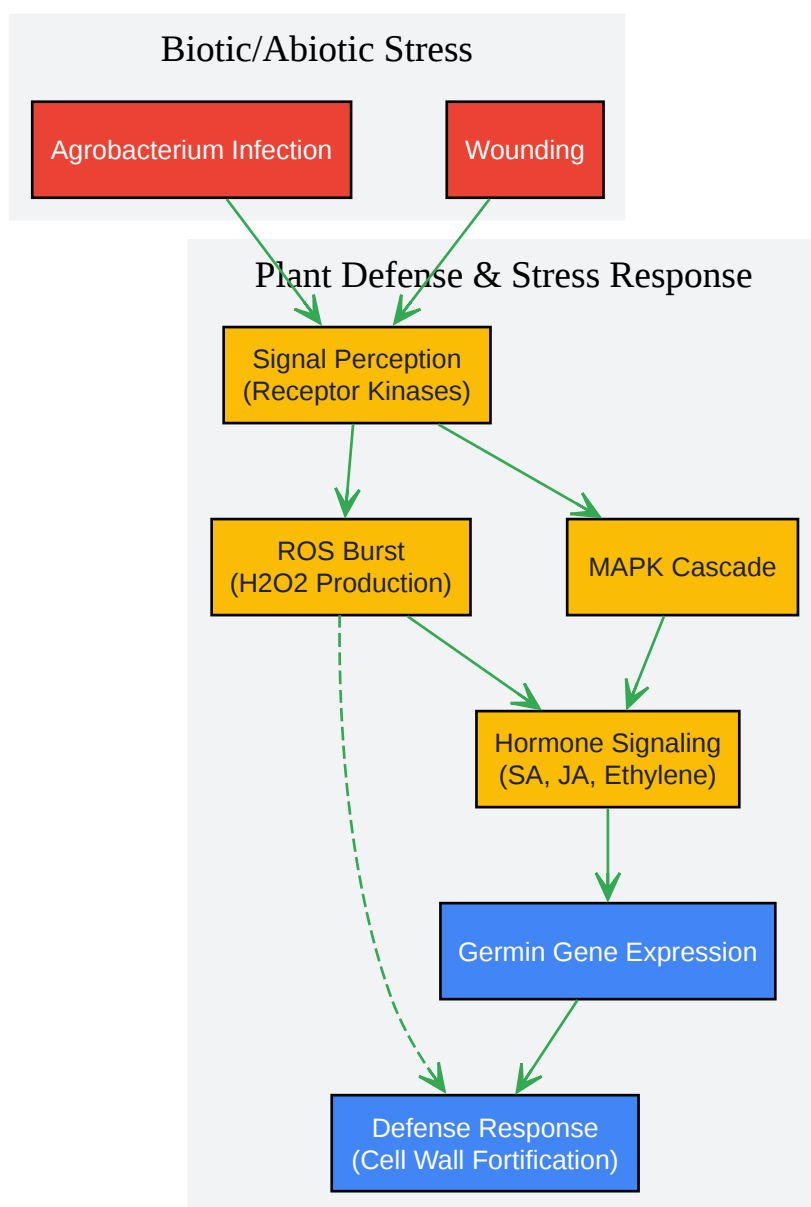 Biotic/Abiotic Stress
Agrobacterium Infection
Wounding
Plant Defense & Stress Response
Signal Perception
(Receptor Kinases)
ROS Burst
(H2O2 Production)
MAPK Cascade
Hormone Signaling
(SA, JA, Ethylene)
Germin Gene Expression
Defense Response
(Cell Wall Fortification)